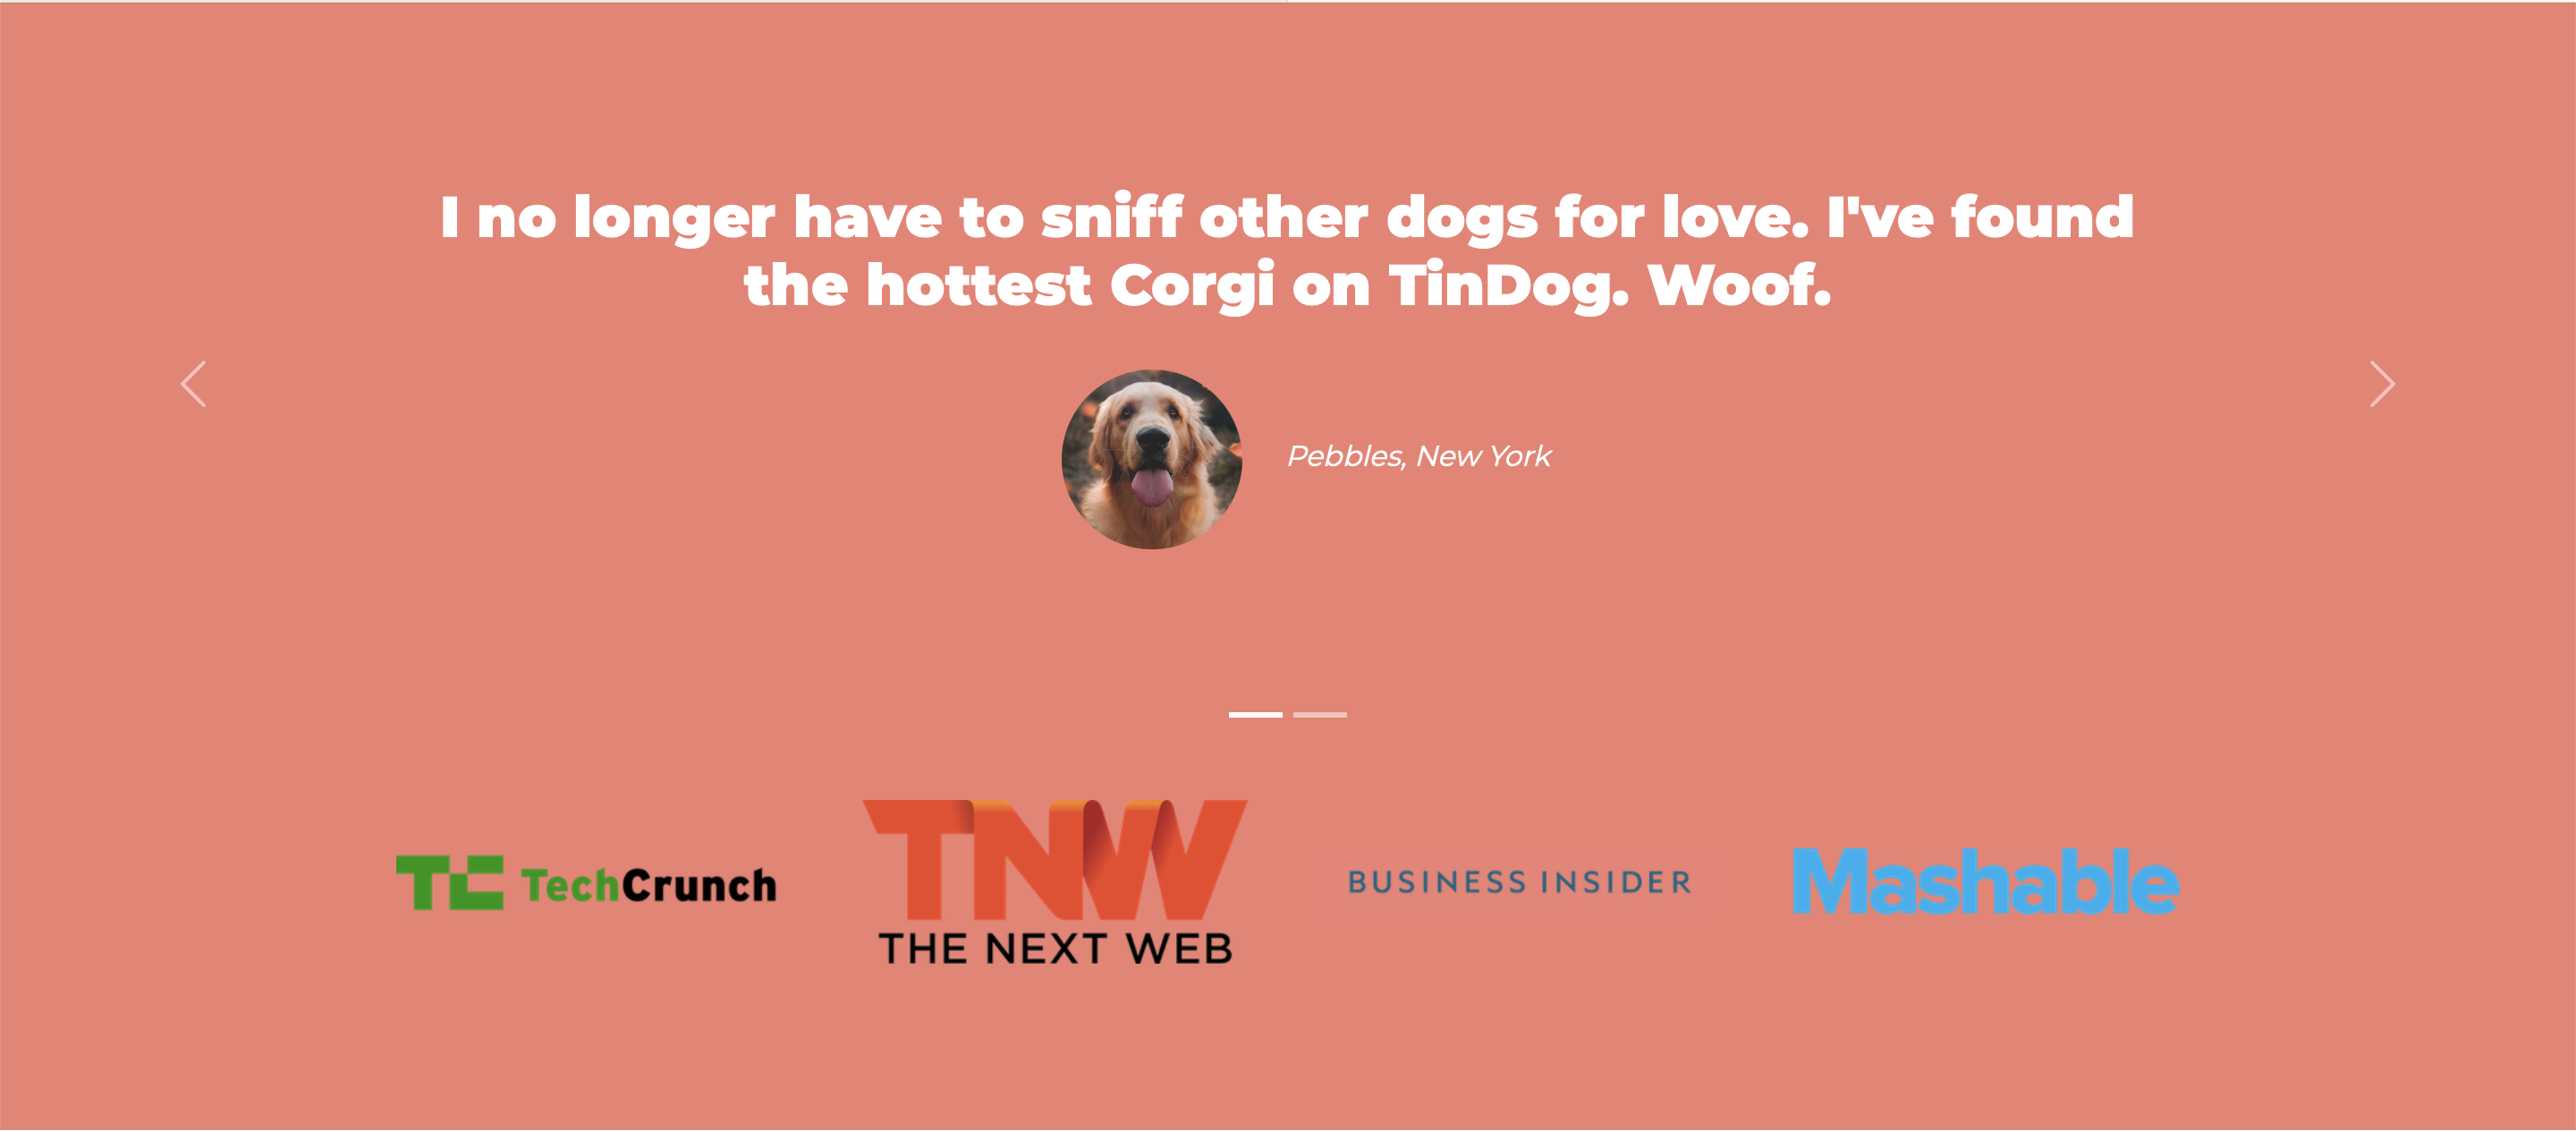 I no longer have to sniff other dogs for love. I've found
the hottest Corgi on TinDog. Woof.
Pebbles, New York
TC TechCrunch
TNW
THE NEXT WEB
BUSINESS INSIDER
Mashable